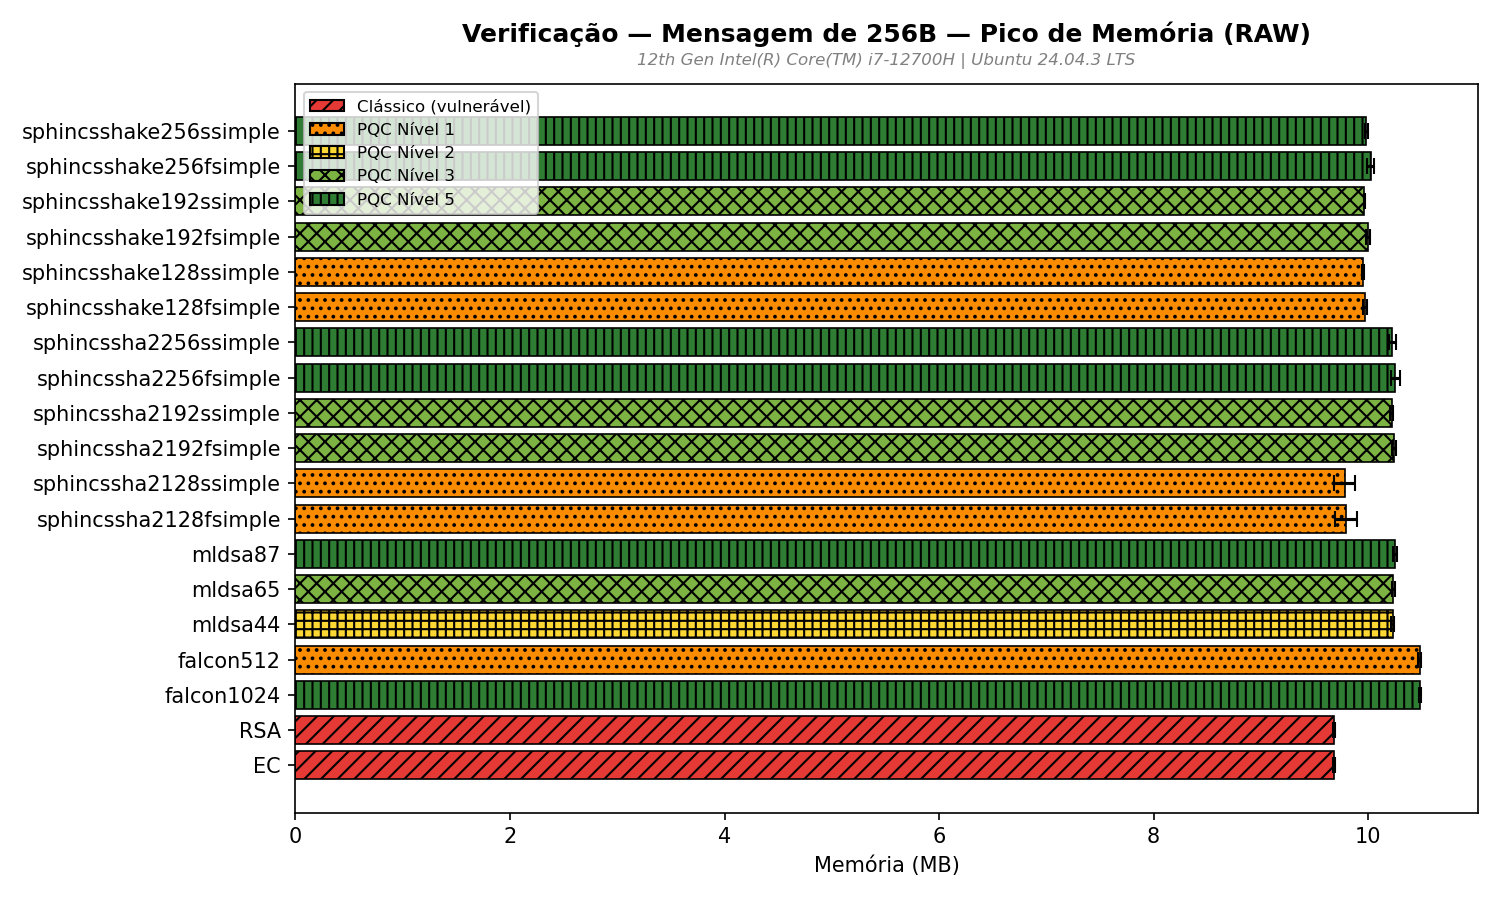 Verificação — Mensagem de 256B — Pico de Memória (RAW)
12th Gen Intel(R) Core(TM) i7-12700H | Ubuntu 24.04.3 LTS
Clássico (vulnerável)
PQC Nível 1
PQC Nível 2
PQC Nível 3
PQC Nível 5
sphincsshake256ssimple
sphincsshake256fsimple
sphincsshake192ssimple
sphincsshake192fsimple
sphincsshake128ssimple
sphincsshake128fsimple
sphincssha2256ssimple
sphincssha2256fsimple
sphincssha2192ssimple
sphincssha2192fsimple
sphincssha2128ssimple
sphincssha2128fsimple
mldsa87
mldsa65
mldsa44
falcon512
falcon1024
RSA
EC
0 2 4 6 8 10
Memória (MB)